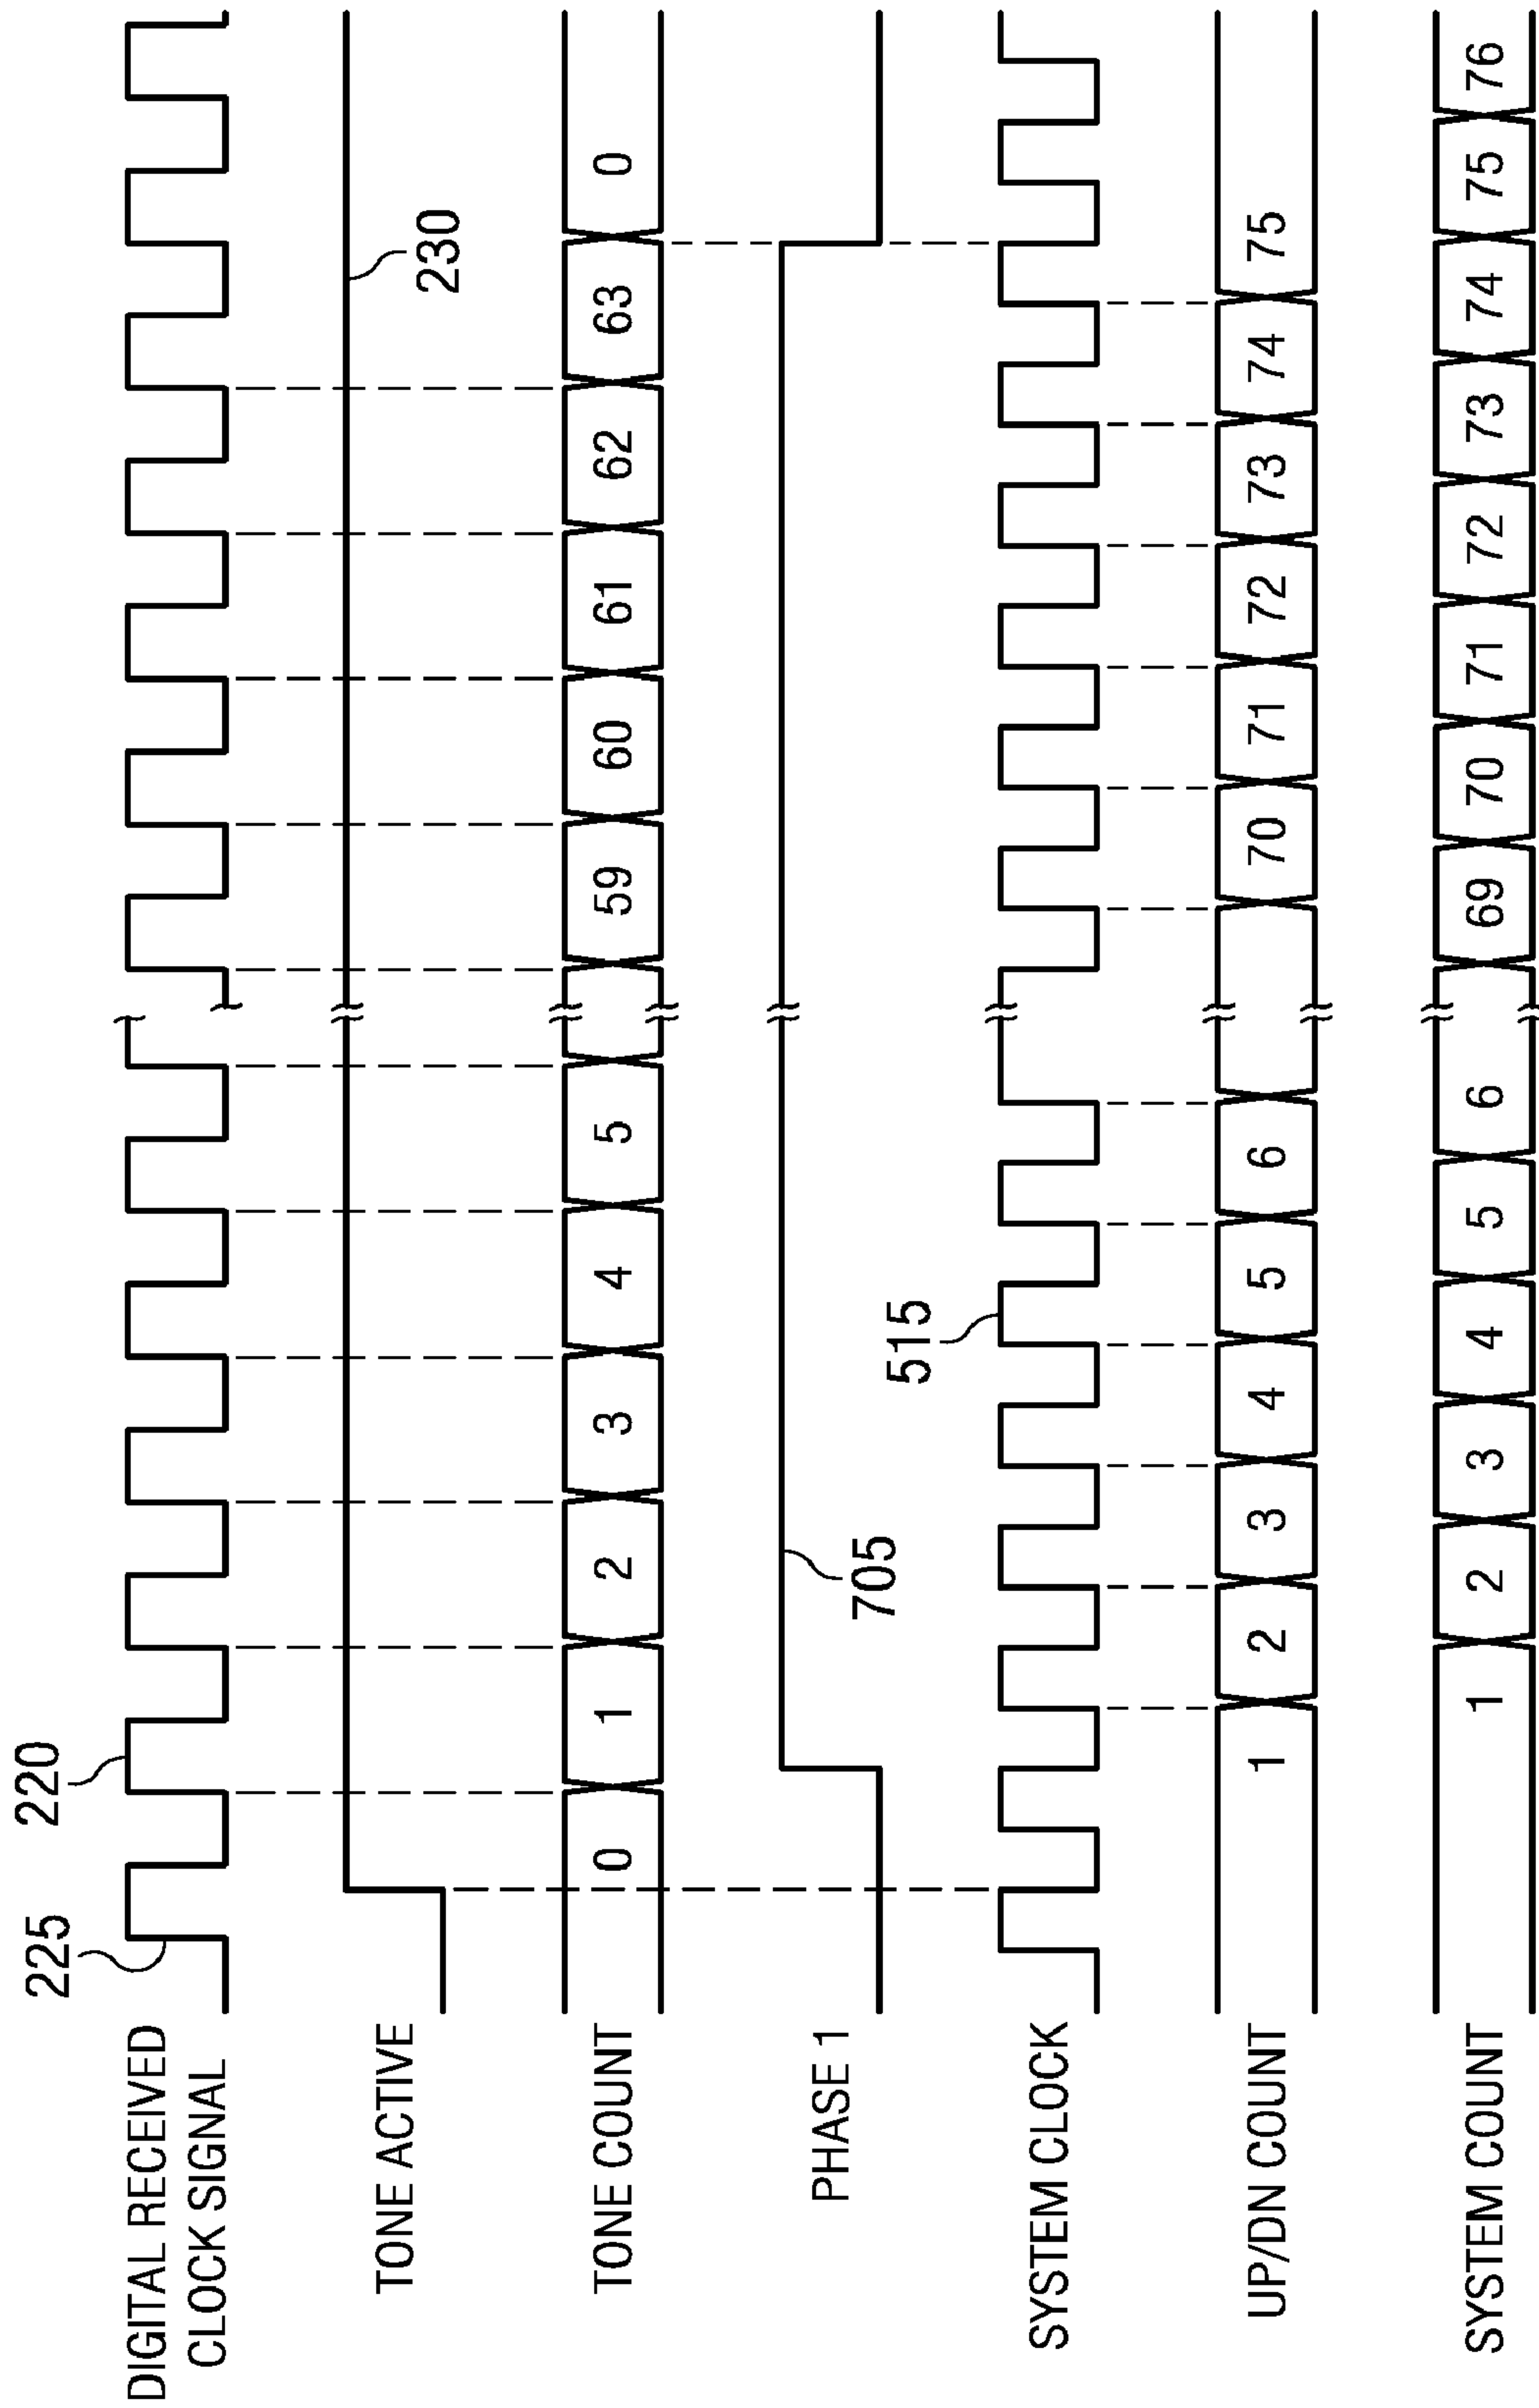 225
220
DIGITAL RECEIVED
CLOCK SIGNAL
TONE ACTIVE
230
TONE COUNT 0 1 2 3 4 5 59 60 61 62 63 0
PHASE 1
705
515
SYSTEM CLOCK
UP/DN COUNT 1 2 3 4 5 6 70 71 72 73 74 75
SYSTEM COUNT 1 2 3 4 5 6 69 70 71 72 73 74 75 76